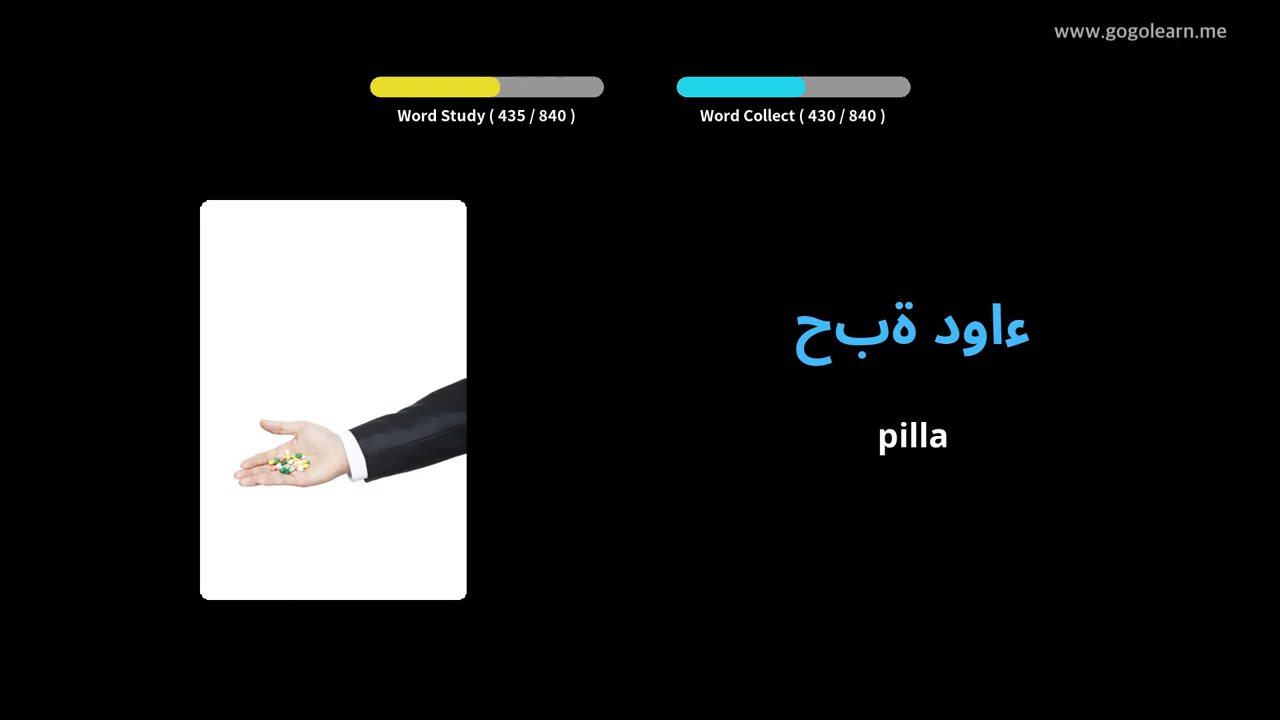 www.gogolearn.me
Word Study ( 435 / 840 )
Word Collect ( 430 / 840 )
ءاود ةبح
pilla